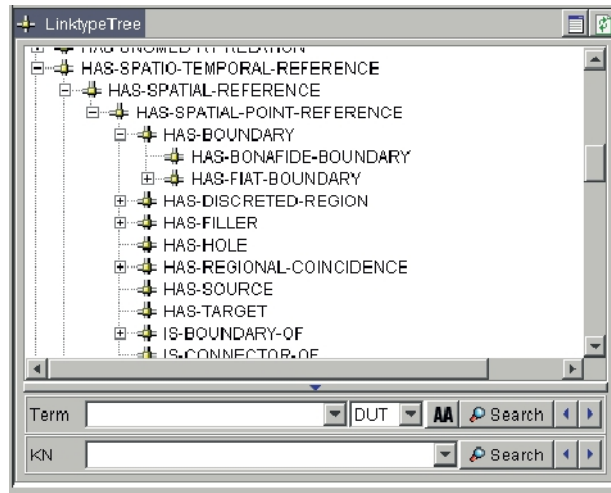 LinktypeTree
HAS-SPATIO-TEMPORAL-REFERENCE
HAS-SPATIAL-REFERENCE
HAS-SPATIAL-POINT-REFERENCE
HAS-BOUNDARY
HAS-BONAFIDE-BOUNDARY
HAS-FIAT-BOUNDARY
HAS-DISCRETED-REGION
HAS-FILLER
HAS-HOLE
HAS-REGIONAL-COINCIDENCE
HAS-SOURCE
HAS-TARGET
IS-BOUNDARY-OF
IS-CONNECTOR-OF
Term DUT AA Search
KN Search